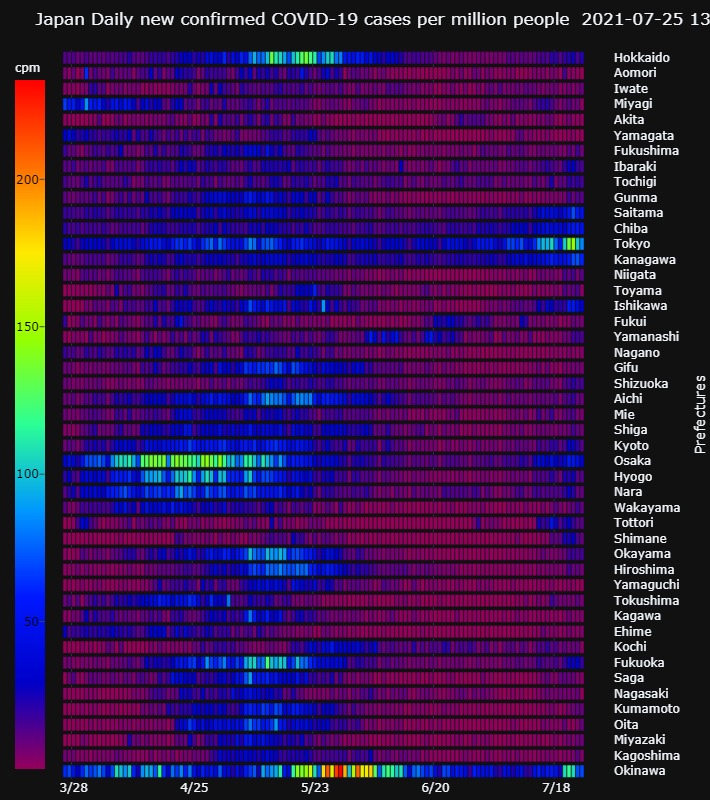 Japan Daily new confirmed COVID-19 cases per million people 2021-07-25 13
cpm
200
150
100
50
Hokkaido
Aomori
Iwate
Miyagi
Akita
Yamagata
Fukushima
Ibaraki
Tochigi
Gunma
Saitama
Chiba
Tokyo
Kanagawa
Niigata
Toyama
Ishikawa
Fukui
Yamanashi
Nagano
Gifu
Shizuoka
Aichi
Mie
Shiga
Kyoto
Osaka
Hyogo
Nara
Wakayama
Tottori
Shimane
Okayama
Hiroshima
Yamaguchi
Tokushima
Kagawa
Ehime
Kochi
Fukuoka
Saga
Nagasaki
Kumamoto
Oita
Miyazaki
Kagoshima
Okinawa
Prefectures
3/28 4/25 5/23 6/20 7/18